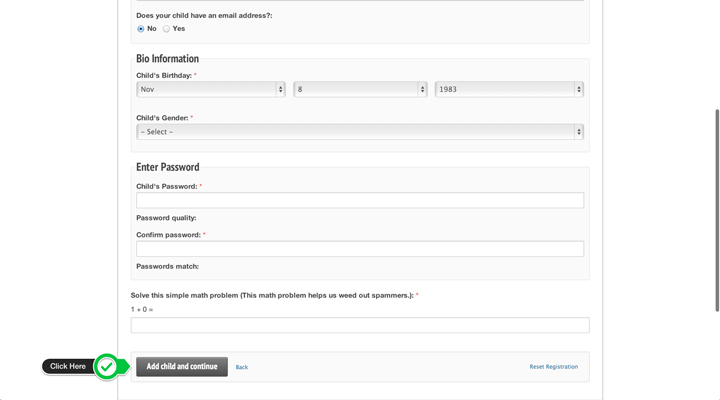 Does your child have an email address?:
No Yes
Bio Information
Child's Birthday: *
Nov 8 1983
Child's Gender: *
– Select –
Enter Password
Child's Password: *
Password quality:
Confirm password: *
Passwords match:
Solve this simple math problem (This math problem helps us weed out spammers.): *
1 + 0 =
Click Here Add child and continue Back Reset Registration